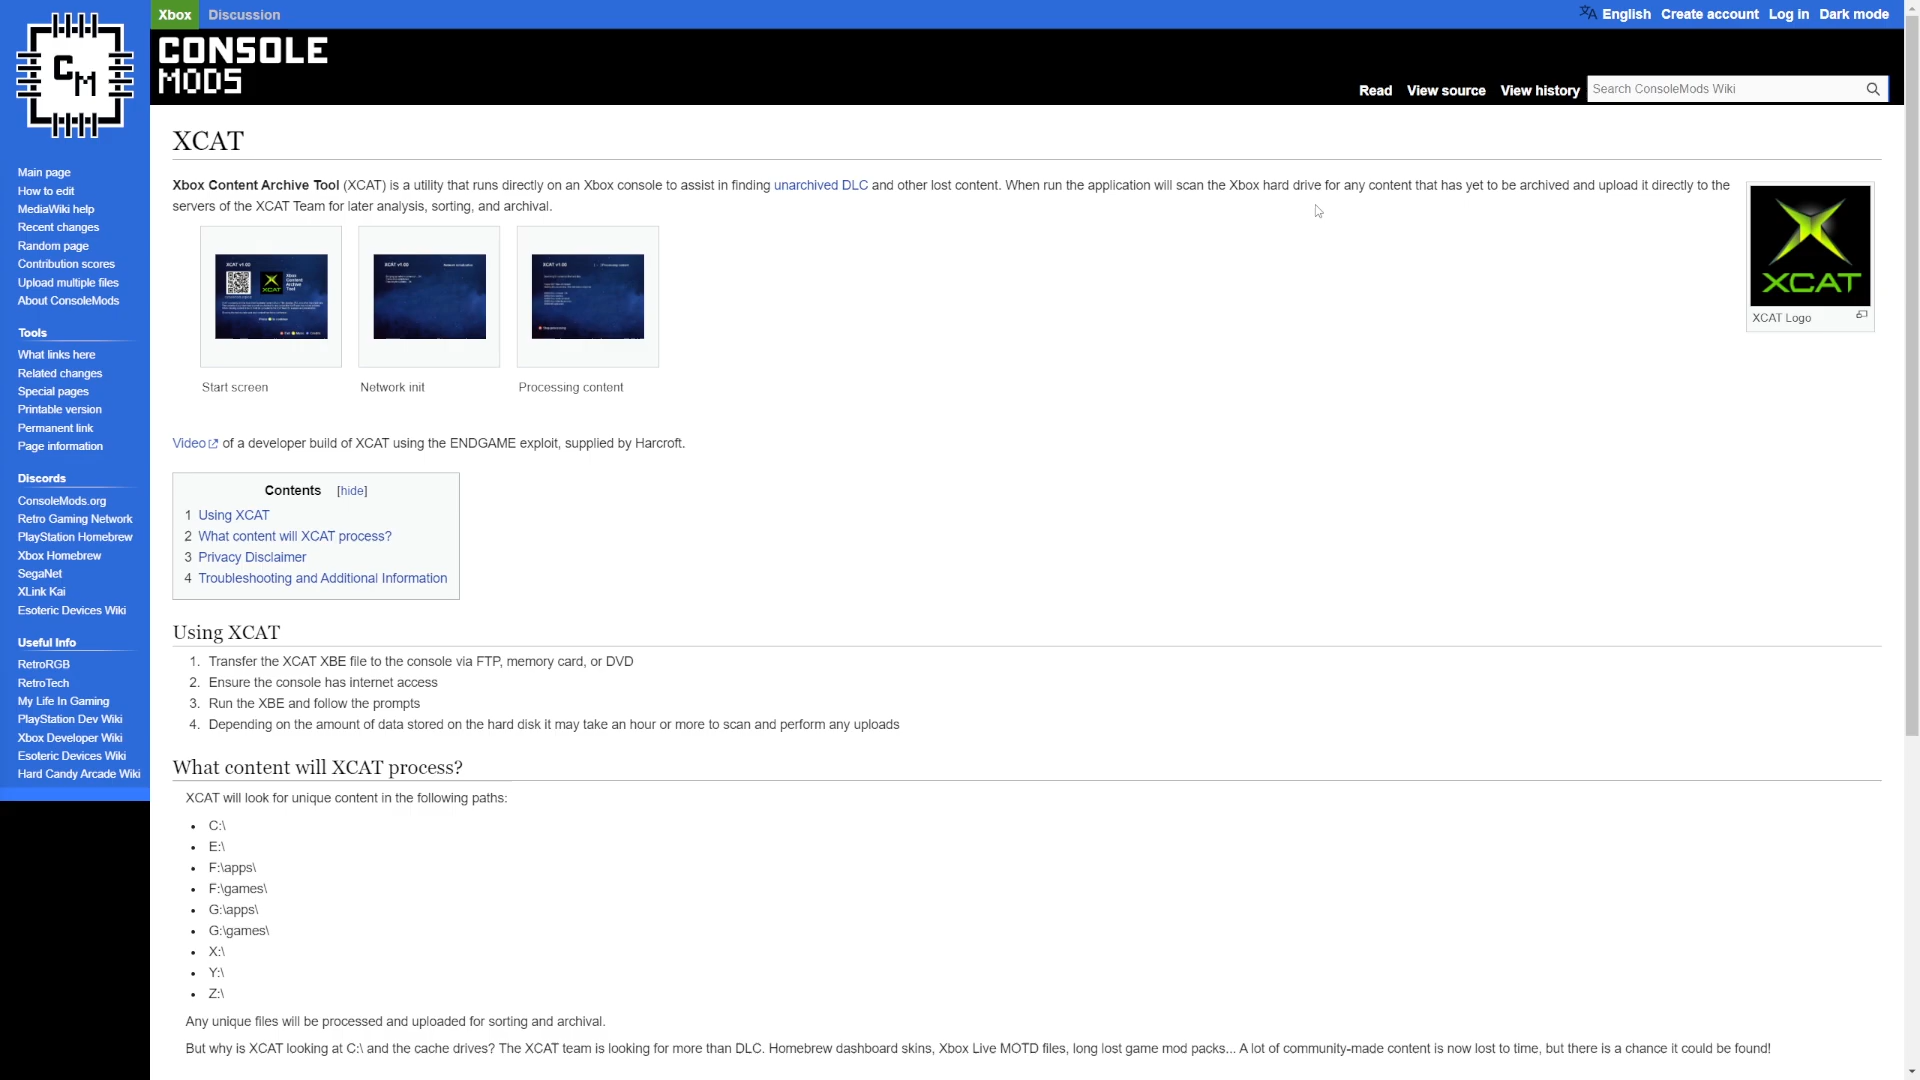 Xbox Discussion
English Create account Log in Dark mode
CONSOLE
MODS
Read View source View history Search ConsoleMods Wiki
CM
Main page
How to edit
MediaWiki help
Recent changes
Random page
Contribution scores
Upload multiple files
About ConsoleMods
Tools
What links here
Related changes
Special pages
Printable version
Permanent link
Page information
Discords
ConsoleMods.org
Retro Gaming Network
PlayStation Homebrew
Xbox Homebrew
SegaNet
XLink Kai
Esoteric Devices Wiki
Useful Info
RetroRGB
RetroTech
My Life In Gaming
PlayStation Dev Wiki
Xbox Developer Wiki
Esoteric Devices Wiki
Hard Candy Arcade Wiki
XCAT
Xbox Content Archive Tool (XCAT) is a utility that runs directly on an Xbox console to assist in finding unarchived DLC and other lost content. When run the application will scan the Xbox hard drive for any content that has yet to be archived and upload it directly to the
servers of the XCAT Team for later analysis, sorting, and archival.
XCAT
XCAT Logo
XCAT v1.00
Xbox
Content
Archive
Tool
XCAT
Start screen
XCAT v1.00
Network init
XCAT v1.00
Processing content
Video of a developer build of XCAT using the ENDGAME exploit, supplied by Harcroft.
Contents [hide]
1 Using XCAT
2 What content will XCAT process?
3 Privacy Disclaimer
4 Troubleshooting and Additional Information
Using XCAT
1. Transfer the XCAT XBE file to the console via FTP, memory card, or DVD
2. Ensure the console has internet access
3. Run the XBE and follow the prompts
4. Depending on the amount of data stored on the hard disk it may take an hour or more to scan and perform any uploads
What content will XCAT process?
XCAT will look for unique content in the following paths:
• C:\
• E:\
• F:\apps\
• F:\games\
• G:\apps\
• G:\games\
• X:\
• Y:\
• Z:\
Any unique files will be processed and uploaded for sorting and archival.
But why is XCAT looking at C:\ and the cache drives? The XCAT team is looking for more than DLC. Homebrew dashboard skins, Xbox Live MOTD files, long lost game mod packs... A lot of community-made content is now lost to time, but there is a chance it could be found!